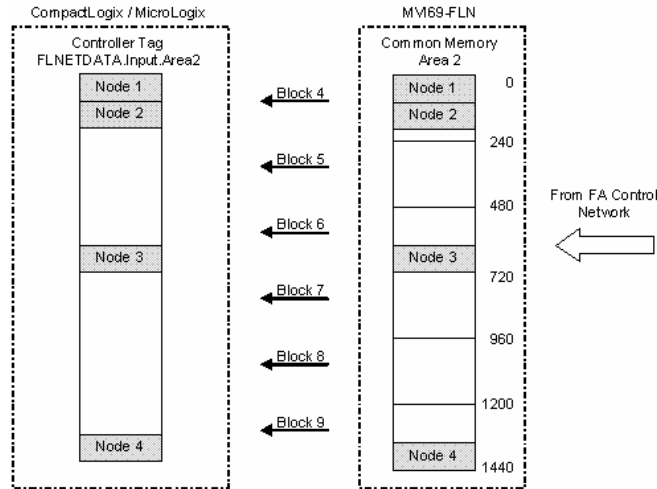 CompactLogix / MicroLogix
Controller Tag
FLNETDATA.Input.Area2
Node 1
Node 2
Node 3
Node 4
Block 4
Block 5
Block 6
Block 7
Block 8
Block 9
MVI69-FLN
Common Memory
Area 2
Node 1
Node 2
Node 3
Node 4
0
240
480
720
960
1200
1440
From FA Control
Network